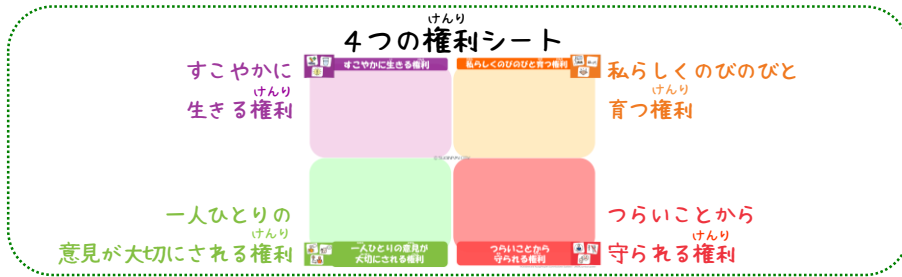 けんり
４つの権利シート
すこやかに
けんり
生きる権利
すこやかに生きる権利
私らしくのびのびと育つ権利
私らしくのびのびと
けんり
育つ権利
一人ひとりの
けんり
意見が大切にされる権利
一人ひとりの意見が
大切にされる権利
つらいことから
守られる権利
つらいことから
けんり
守られる権利